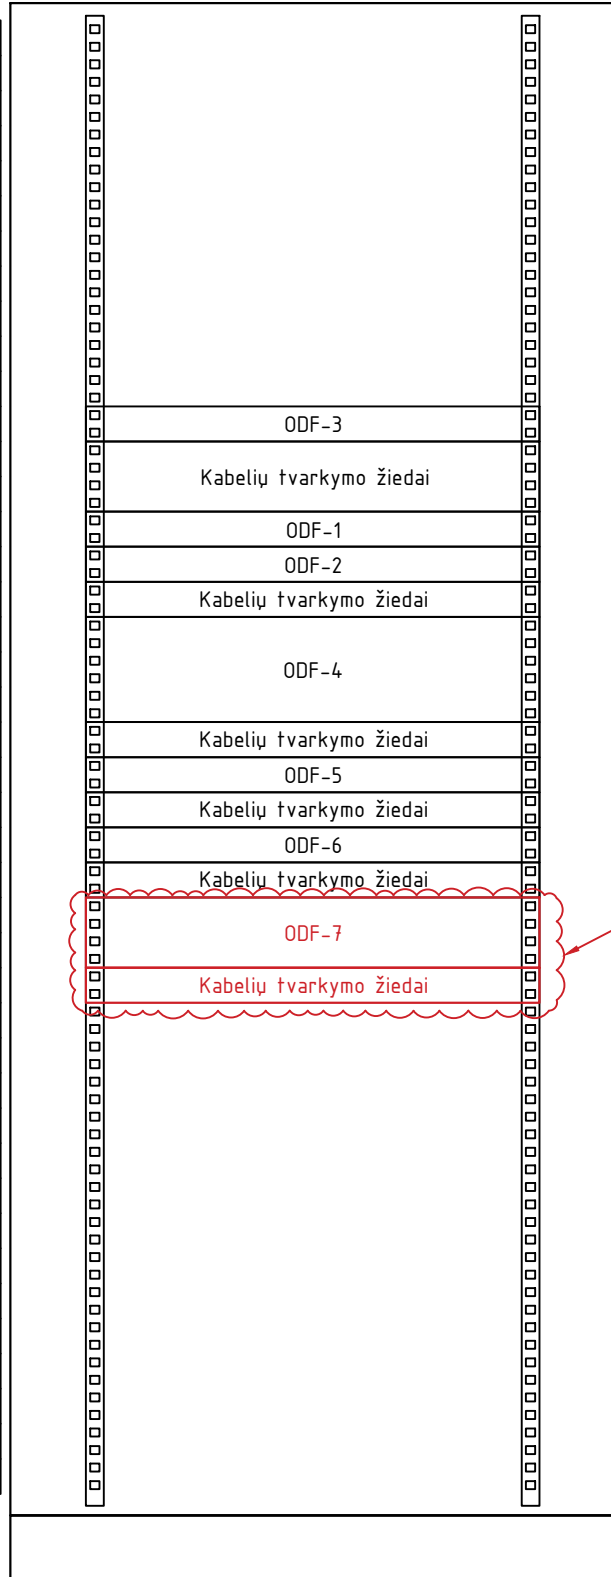 ODF-3
Kabelių tvarkymo žiedai
ODF-1
ODF-2
Kabelių tvarkymo žiedai
ODF-4
Kabelių tvarkymo žiedai
ODF-5
Kabelių tvarkymo žiedai
ODF-6
Kabelių tvarkymo žiedai
ODF-7
Kabelių tvarkymo žiedai